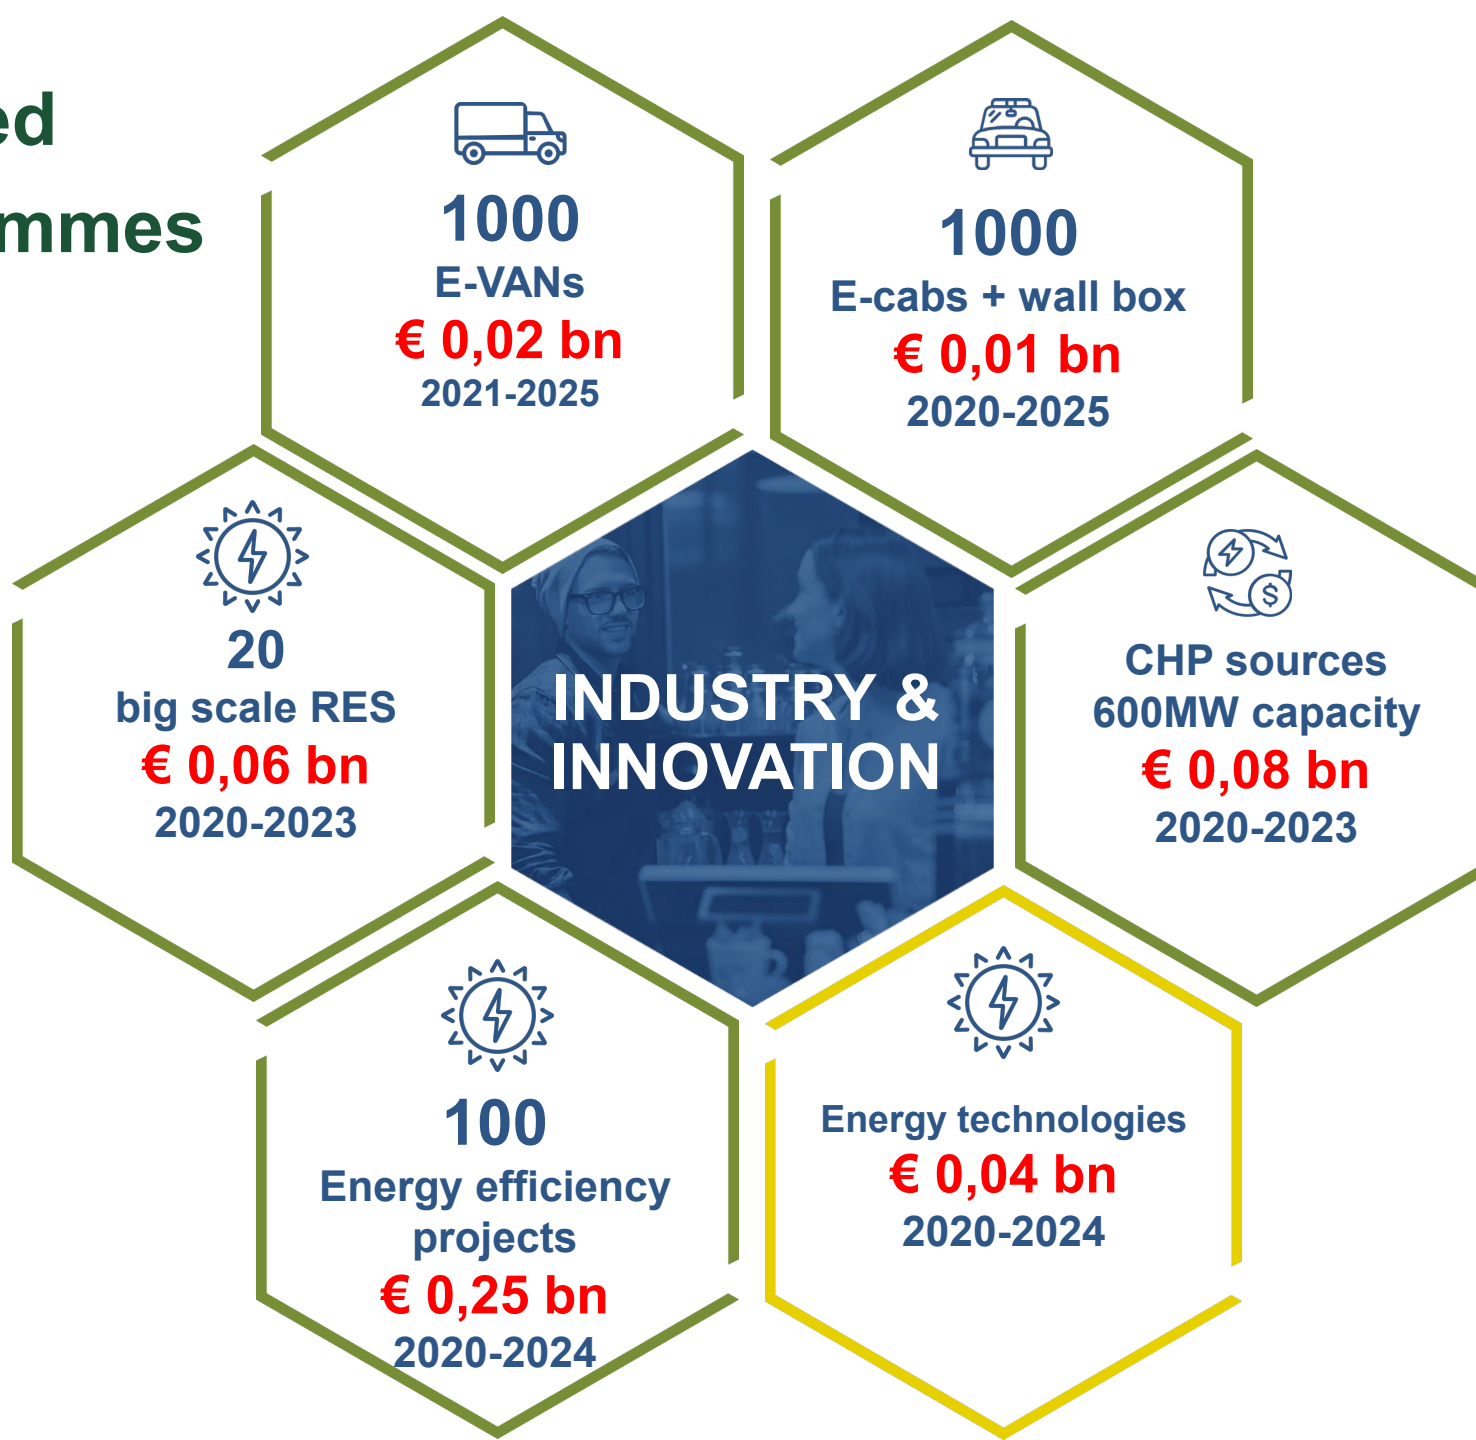 ed
mmes
1000
E-VANs
€ 0,02 bn
2021-2025
1000
E-cabs + wall box
€ 0,01 bn
2020-2025
20
big scale RES
€ 0,06 bn
2020-2023
INDUSTRY &
INNOVATION
CHP sources
600MW capacity
€ 0,08 bn
2020-2023
100
Energy efficiency
projects
€ 0,25 bn
2020-2024
Energy technologies
€ 0,04 bn
2020-2024